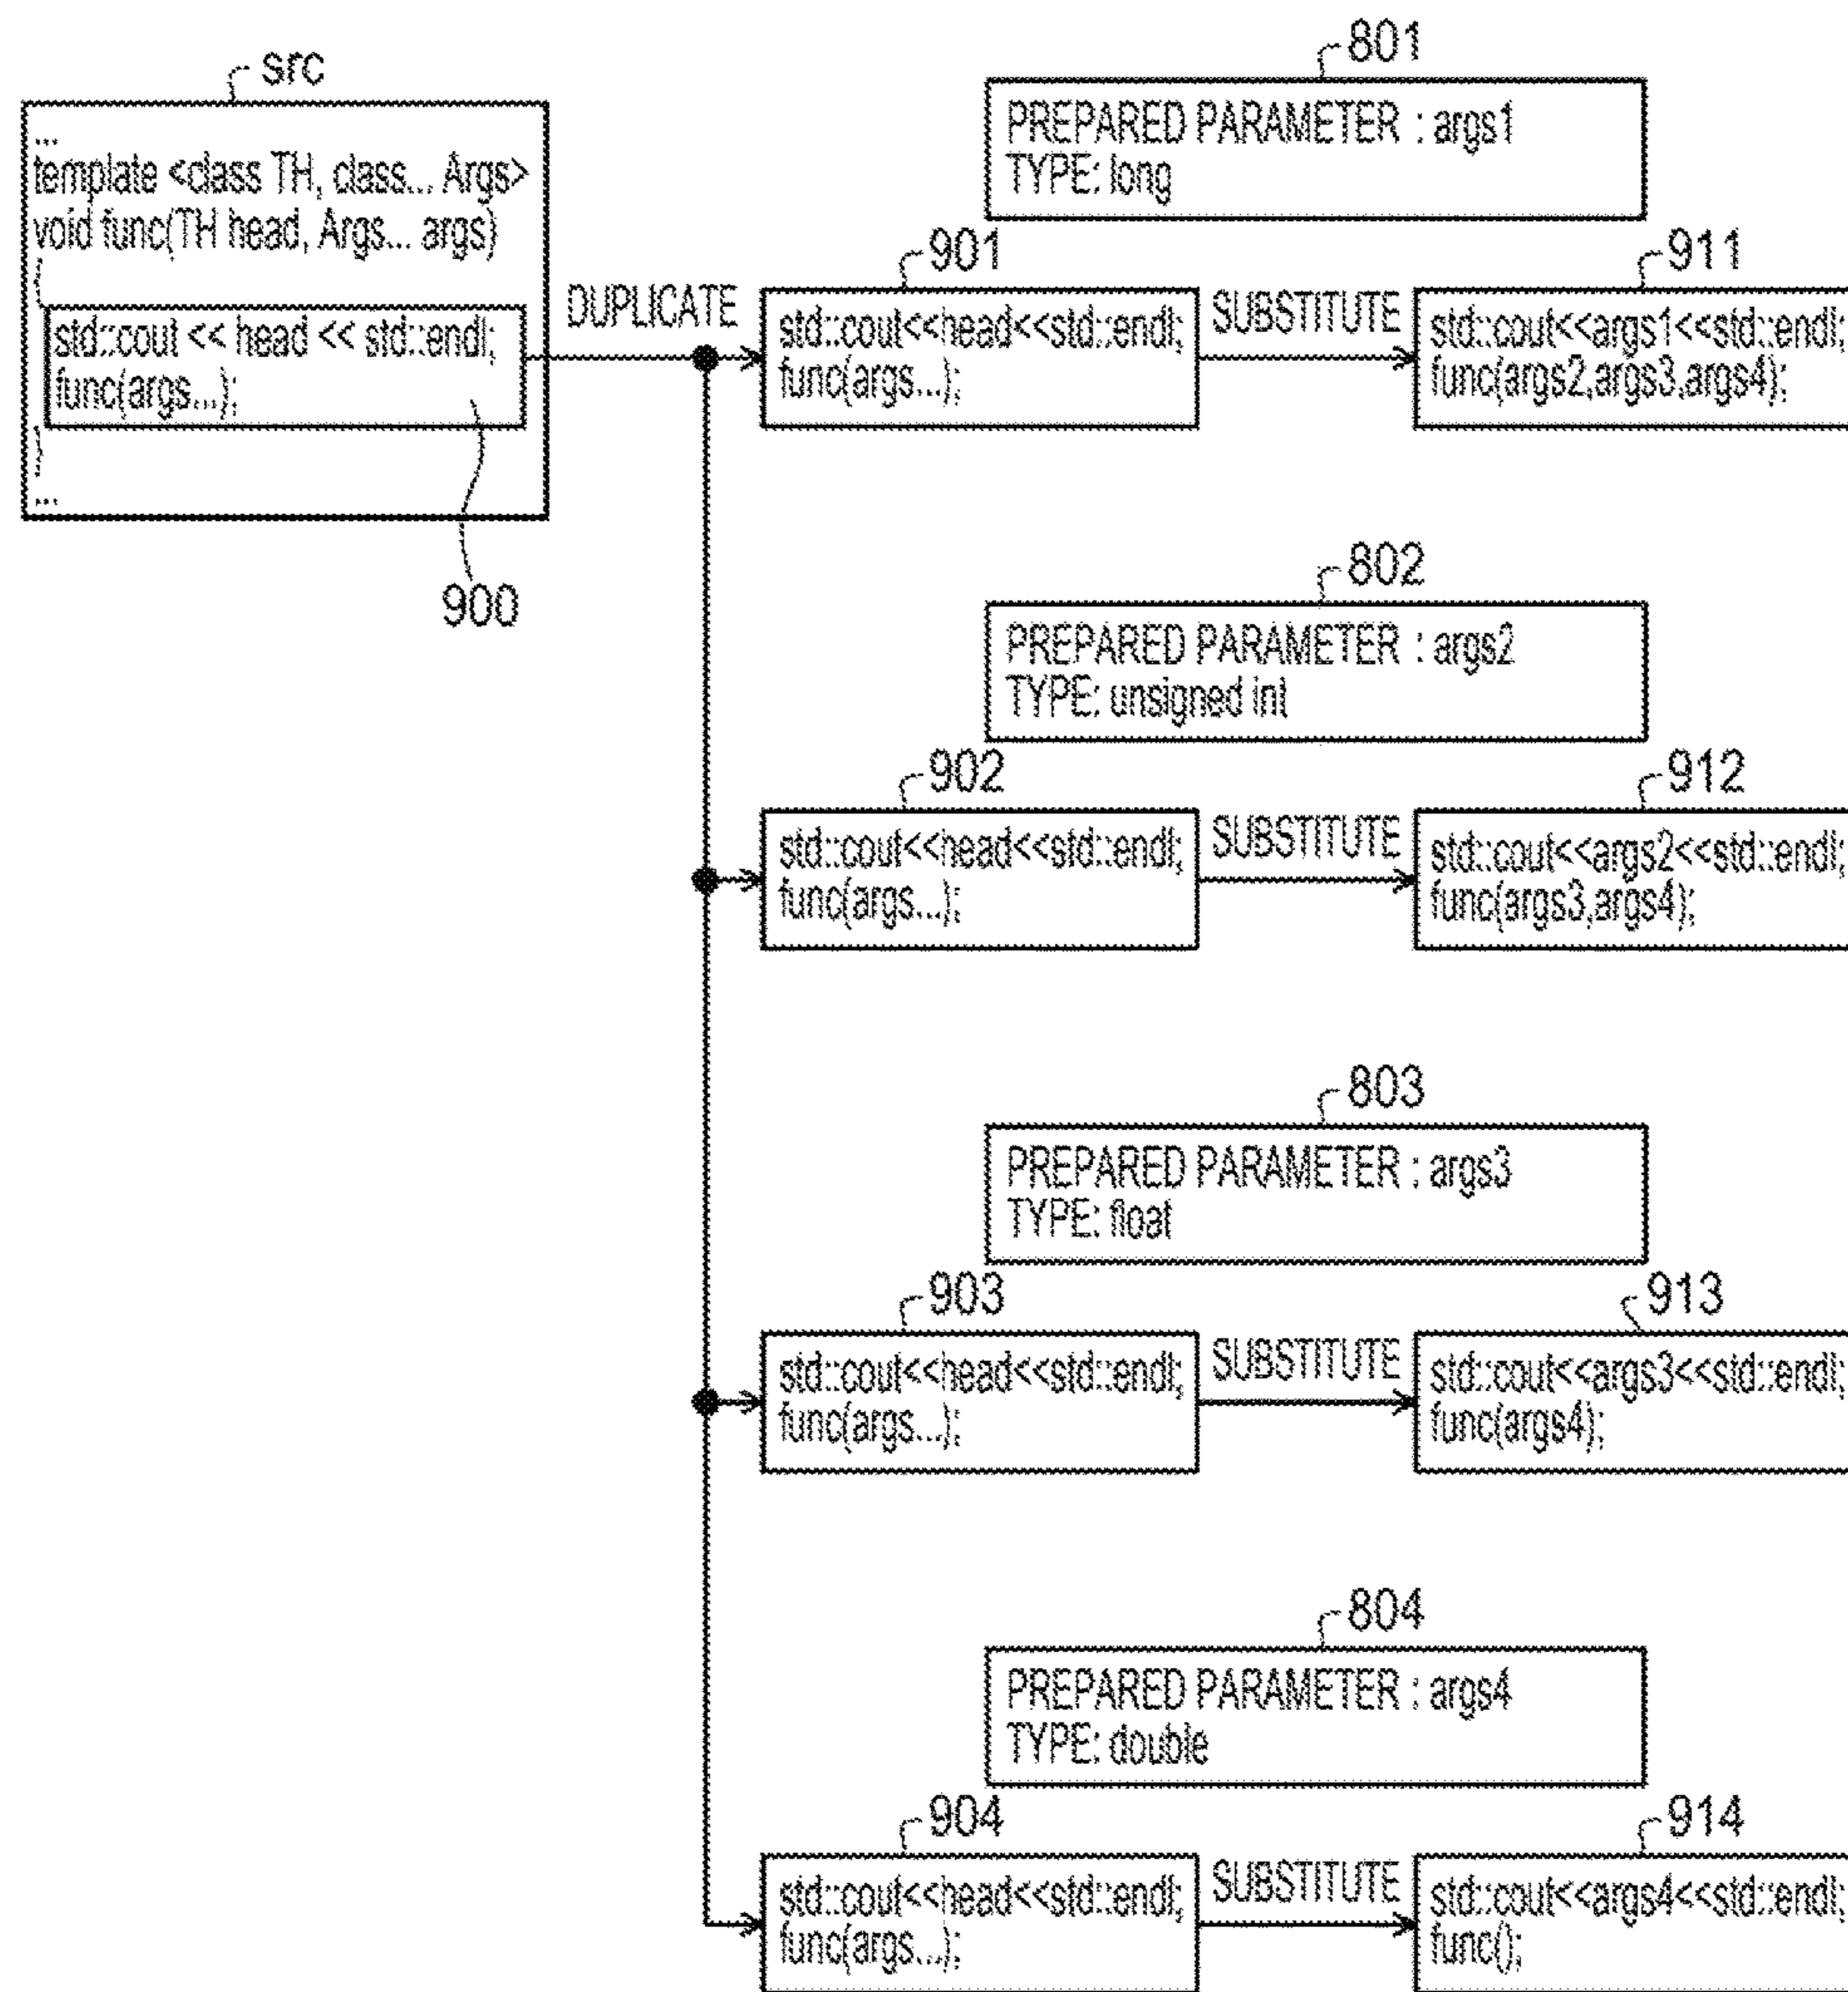 src
...
template <class TH, class... Args>
void func(TH head, Args... args)
{
std::cout << head << std::endl;
func(args...);
}
...
900
DUPLICATE
801
PREPARED PARAMETER : args1
TYPE: long
901
std::cout<<head<<std::endl;
func(args...);
SUBSTITUTE
911
std::cout<<args1<<std::endl;
func(args2,args3,args4);
802
PREPARED PARAMETER : args2
TYPE: unsigned int
902
std::cout<<head<<std::endl;
func(args...);
SUBSTITUTE
912
std::cout<<args2<<std::endl;
func(args3,args4);
803
PREPARED PARAMETER : args3
TYPE: float
903
std::cout<<head<<std::endl;
func(args...);
SUBSTITUTE
913
std::cout<<args3<<std::endl;
func(args4);
804
PREPARED PARAMETER : args4
TYPE: double
904
std::cout<<head<<std::endl;
func(args...);
SUBSTITUTE
914
std::cout<<args4<<std::endl;
func();